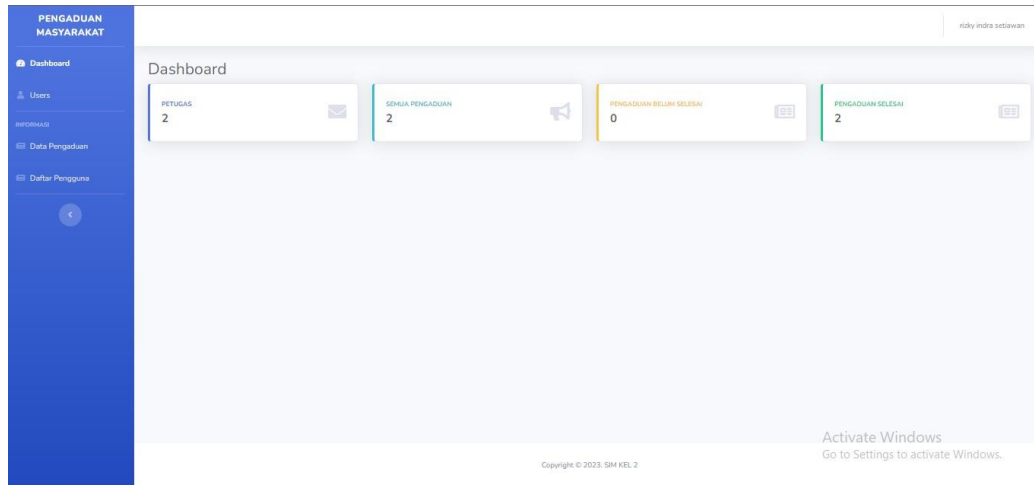 PENGADUAN
MASYARAKAT
rizky indra setiawan
Dashboard
Users
INFORMASI
Data Pengaduan
Daftar Pengguna
Dashboard
PETUGAS
2
SEMUA PENGADUAN
2
PENGADUAN BELUM SELESAI
0
PENGADUAN SELESAI
2
Activate Windows
Go to Settings to activate Windows.
Copyright © 2023. SIM KEL 2